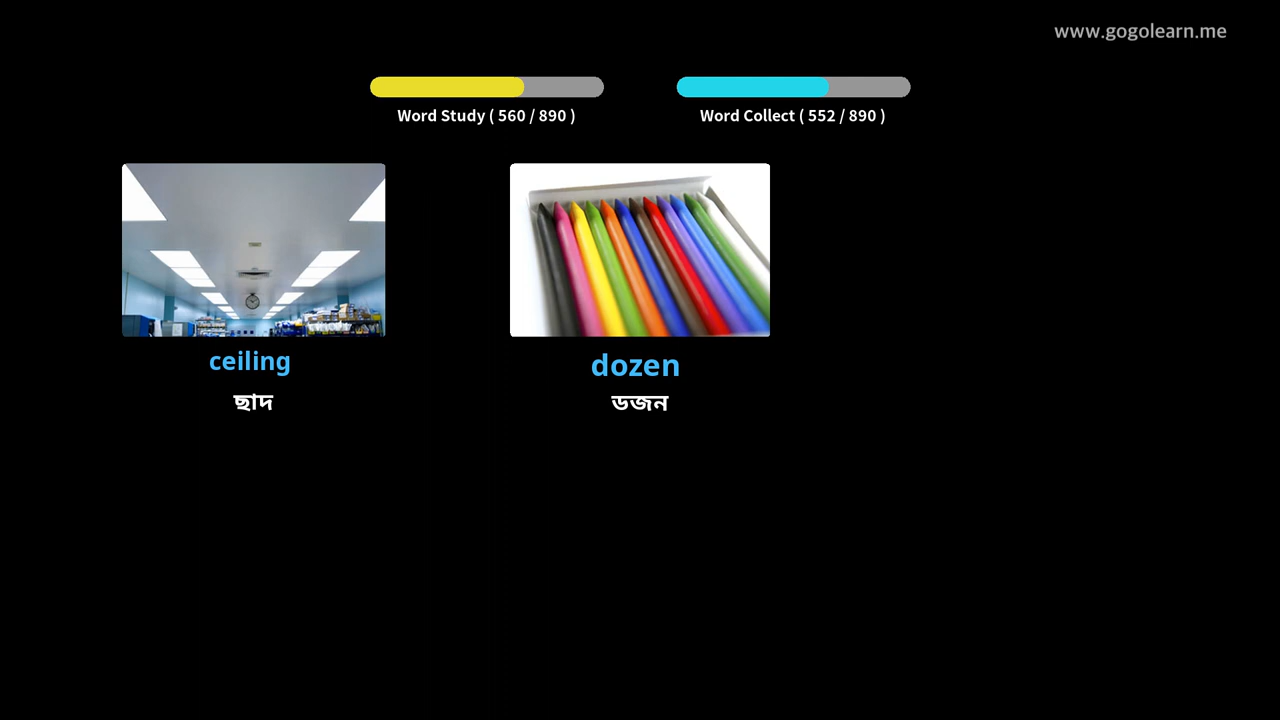 www.gogolearn.me
Word Study ( 560 / 890 )
Word Collect ( 552 / 890 )
ceiling
ছাদ
dozen
ডজন